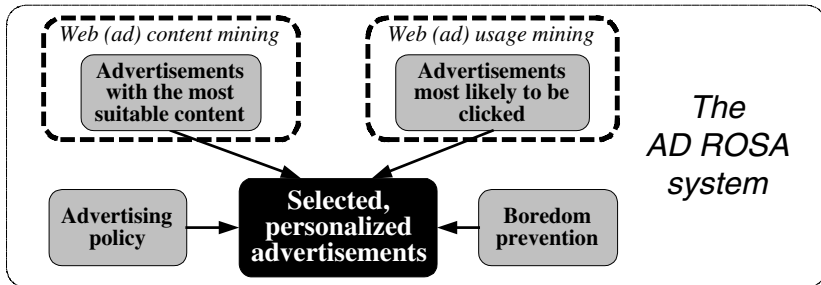 Web (ad) content mining
Advertisements
with the most
suitable content
Web (ad) usage mining
Advertisements
most likely to be
clicked
The
AD ROSA
system
Advertising
policy
Selected,
personalized
advertisements
Boredom
prevention